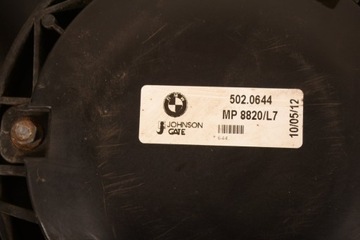 502.0644
JOHNSON
GATE
MP 8820/L7
10/05/12